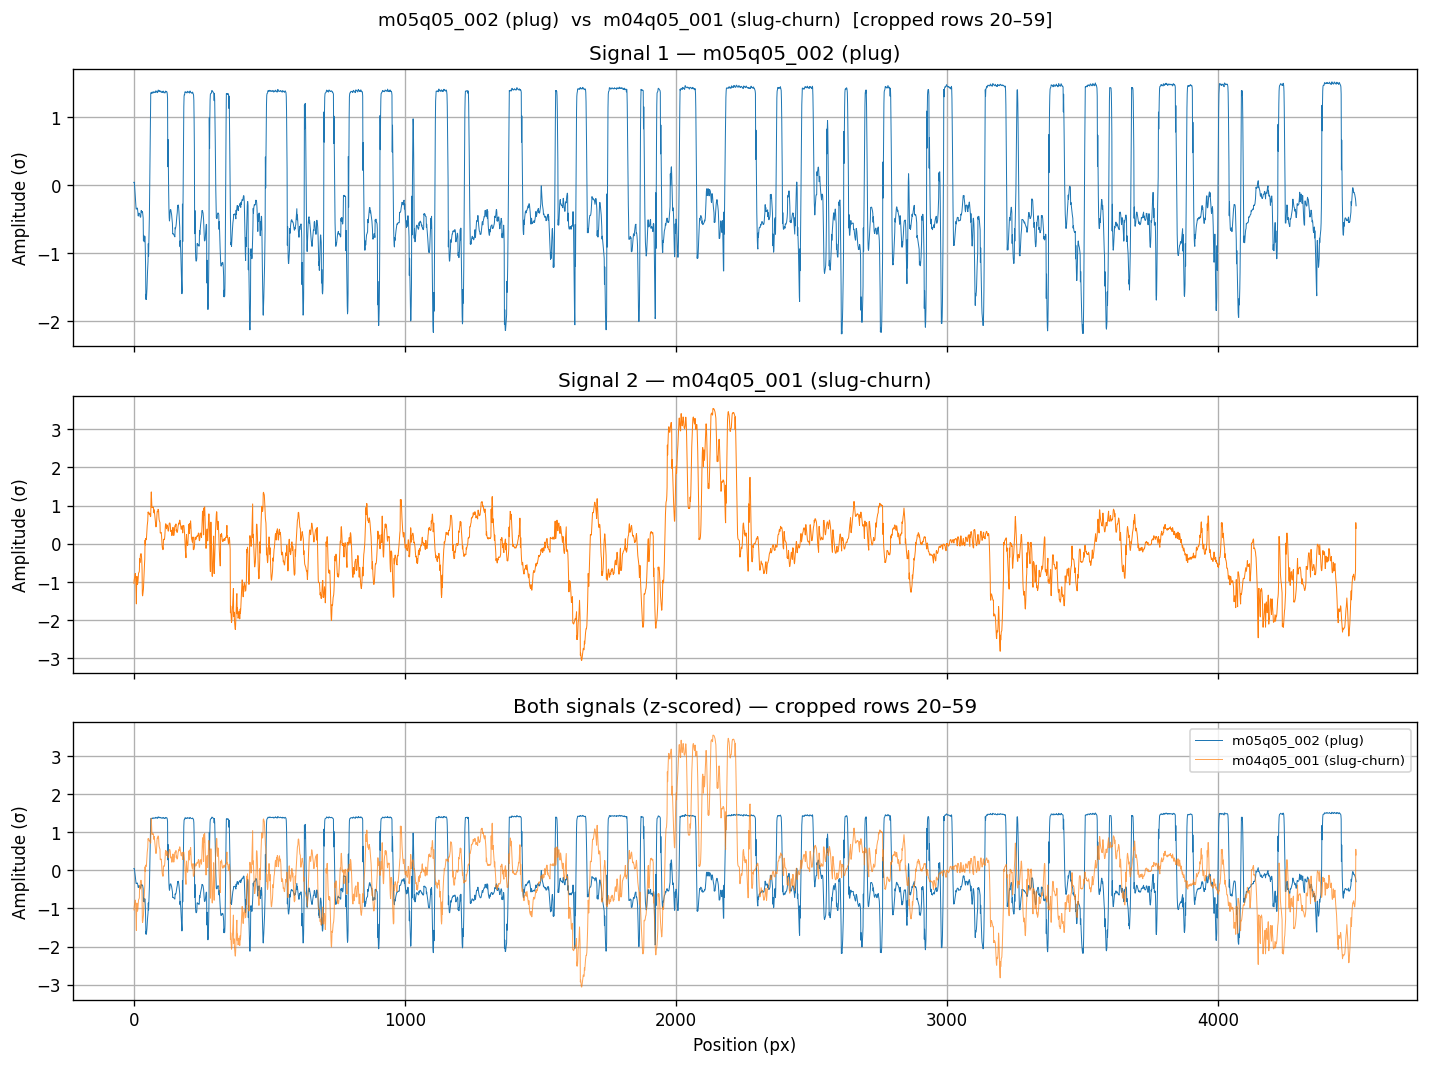 m05q05_002 (plug)  vs  m04q05_001 (slug-churn)  [cropped rows 20–59]
Signal 1 — m05q05_002 (plug)
Amplitude (σ)
1
0
−1
−2
Signal 2 — m04q05_001 (slug-churn)
Amplitude (σ)
3
2
1
0
−1
−2
−3
Both signals (z-scored) — cropped rows 20–59
m05q05_002 (plug)
m04q05_001 (slug-churn)
Amplitude (σ)
3
2
1
0
−1
−2
−3
0 1000 2000 3000 4000
Position (px)